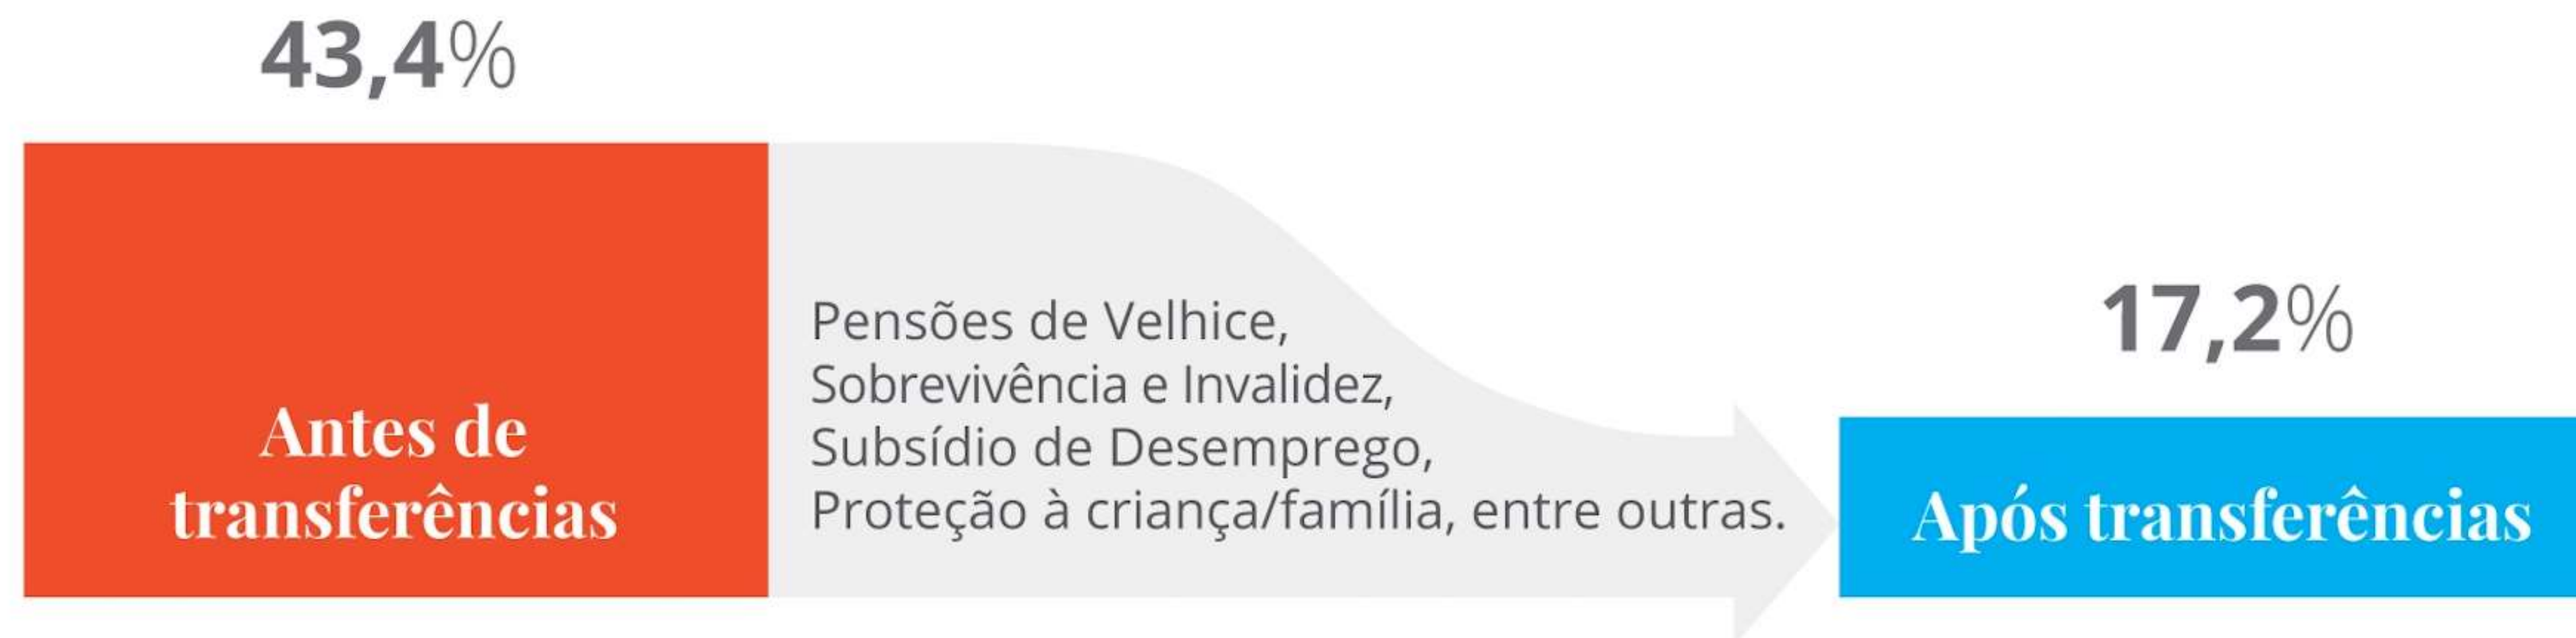 43,4%
Antes de
transferências
Pensões de Velhice,
Sobrevivência e Invalidez,
Subsídio de Desemprego,
Proteção à criança/família, entre outras.
17,2%
Após transferências